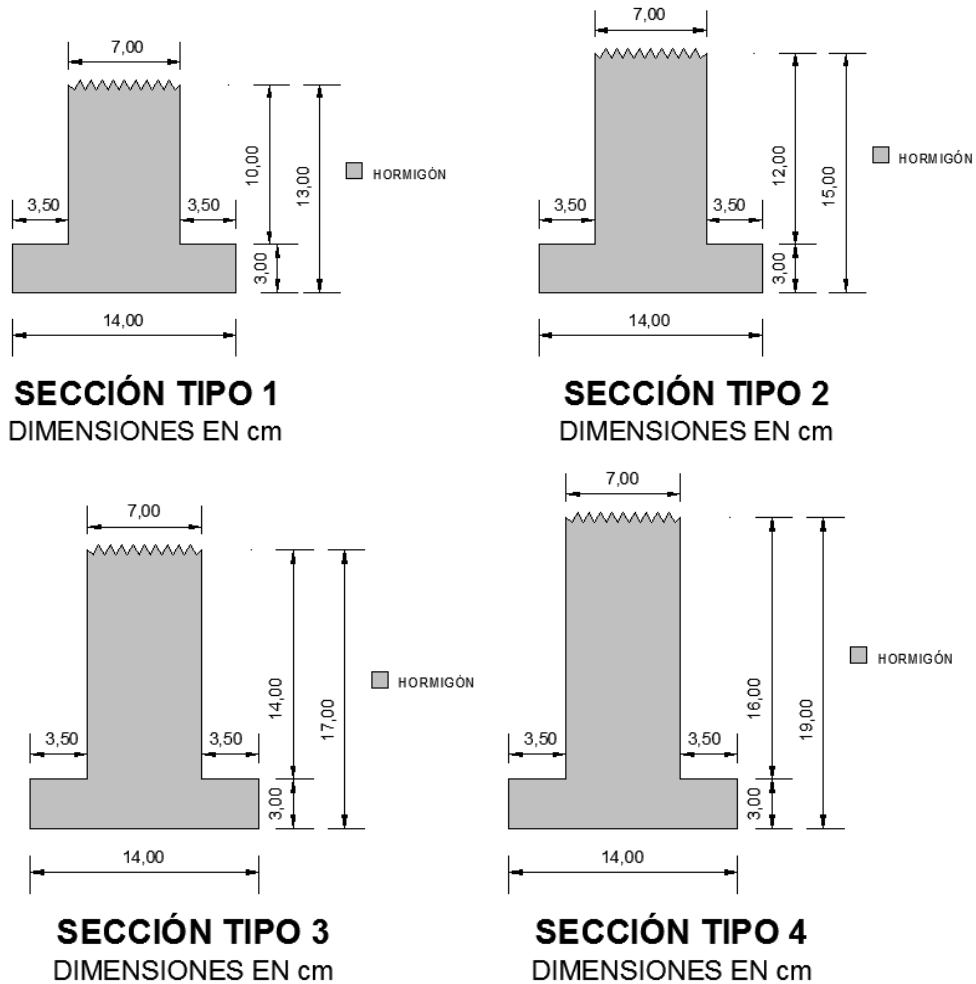 7,00
10,00
13,00
HORMIGÓN
3,50
3,50
3,00
14,00
SECCIÓN TIPO 1
DIMENSIONES EN cm
7,00
12,00
15,00
HORMIGÓN
3,50
3,50
3,00
14,00
SECCIÓN TIPO 2
DIMENSIONES EN cm
7,00
14,00
17,00
HORMIGÓN
3,50
3,50
3,00
14,00
SECCIÓN TIPO 3
DIMENSIONES EN cm
7,00
16,00
19,00
HORMIGÓN
3,50
3,50
3,00
14,00
SECCIÓN TIPO 4
DIMENSIONES EN cm